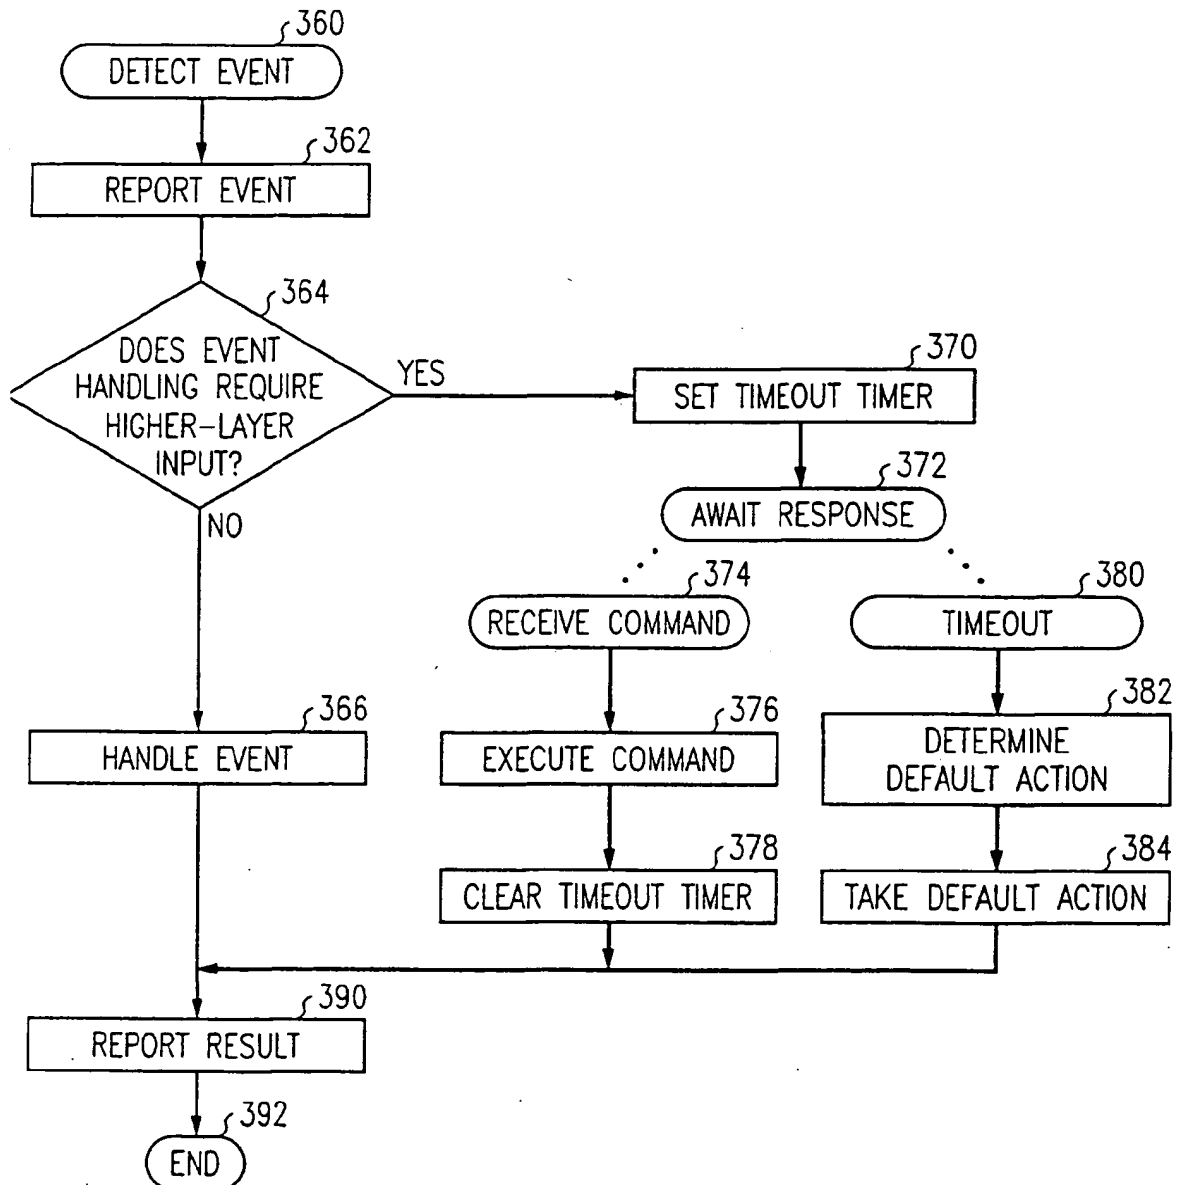 360
DETECT EVENT
362
REPORT EVENT
364
DOES EVENT
HANDLING REQUIRE
HIGHER-LAYER
INPUT?
YES
NO
370
SET TIMEOUT TIMER
372
AWAIT RESPONSE
374
RECEIVE COMMAND
380
TIMEOUT
366
HANDLE EVENT
376
EXECUTE COMMAND
382
DETERMINE
DEFAULT ACTION
378
CLEAR TIMEOUT TIMER
384
TAKE DEFAULT ACTION
390
REPORT RESULT
392
END